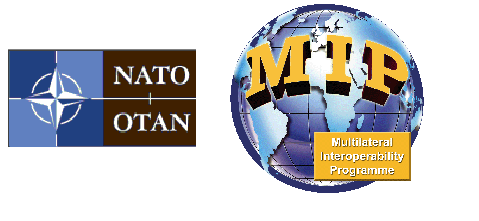 NATO
OTAN
MIP
Multilateral
Interoperability
Programme